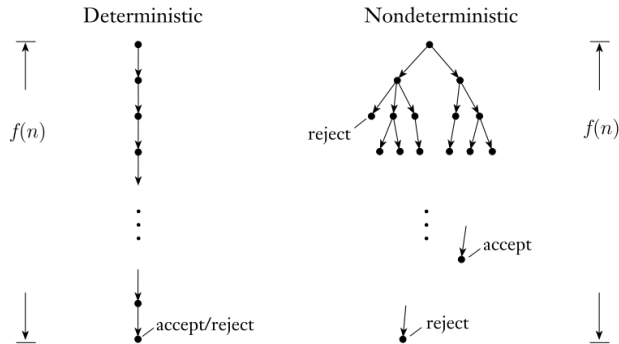 Deterministic
Nondeterministic
f(n)
f(n)
reject
accept
accept/reject
reject